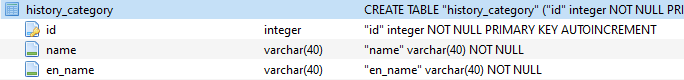 history_category CREATE TABLE "history_category" ("id" integer NOT NULL PRI
id integer "id" integer NOT NULL PRIMARY KEY AUTOINCREMENT
name varchar(40) "name" varchar(40) NOT NULL
en_name varchar(40) "en_name" varchar(40) NOT NULL